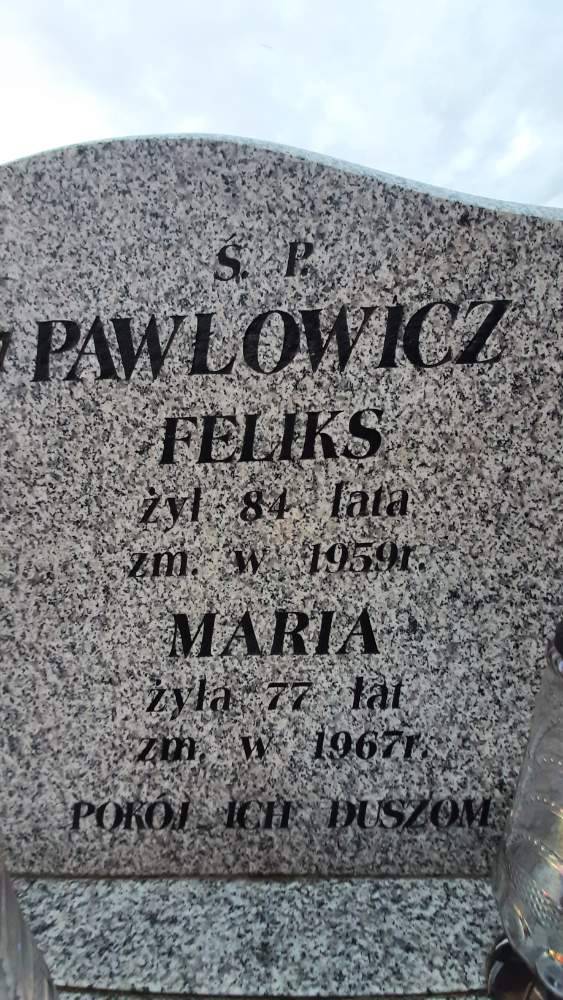 Ś. P.
PAWŁOWICZ
FELIKS
żył 84 lata
zm. w 1959r.
MARIA
żyła 77 lat
zm. w 1967r.
POKÓJ ICH DUSZOM